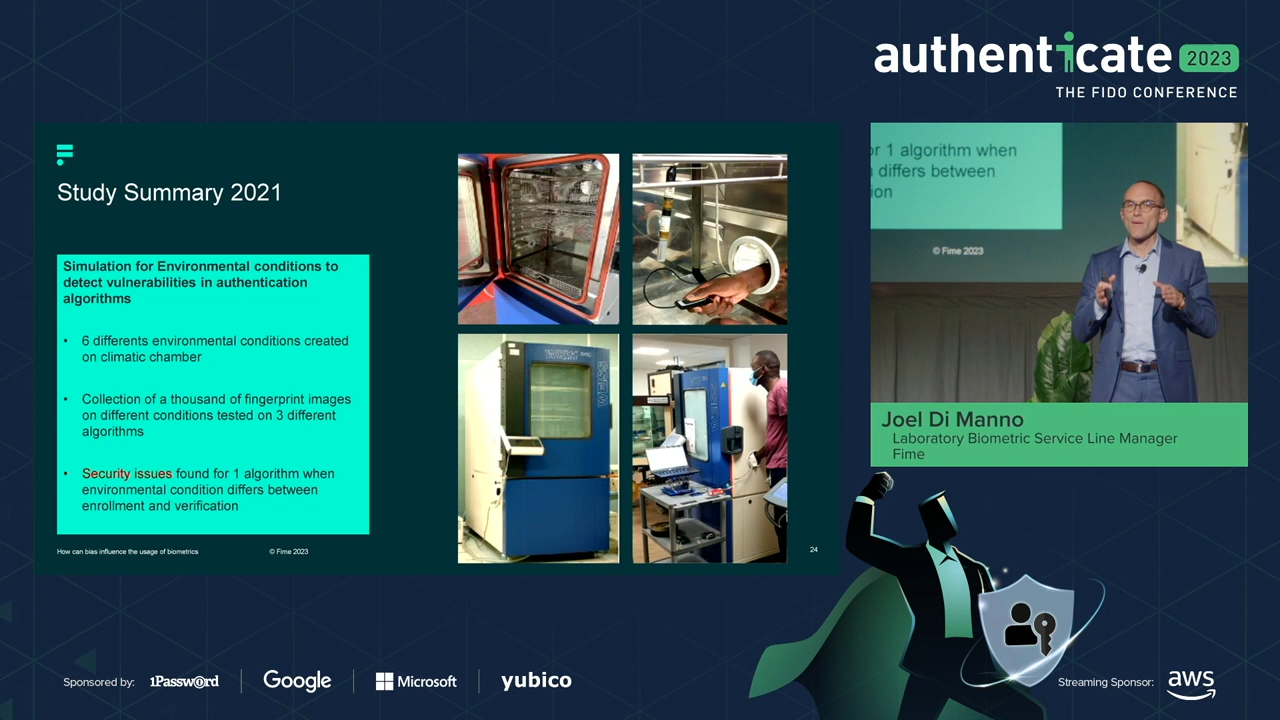 authenticate 2023
THE FIDO CONFERENCE
Study Summary 2021
Simulation for Environmental conditions to
detect vulnerabilities in authentication
algorithms
• 6 differents environmental conditions created
on climatic chamber
• Collection of a thousand of fingerprint images
on different conditions tested on 3 different
algorithms
• Security issues found for 1 algorithm when
environmental condition differs between
enrollment and verification
How can bias influence the usage of biometrics
© Fime 2023
24
WEISS
r 1 algorithm when
differs between
ion
© Fime 2023
Joel Di Manno
Laboratory Biometric Service Line Manager
Fime
Sponsored by: 1Password Google Microsoft yubico
Streaming Sponsor: aws